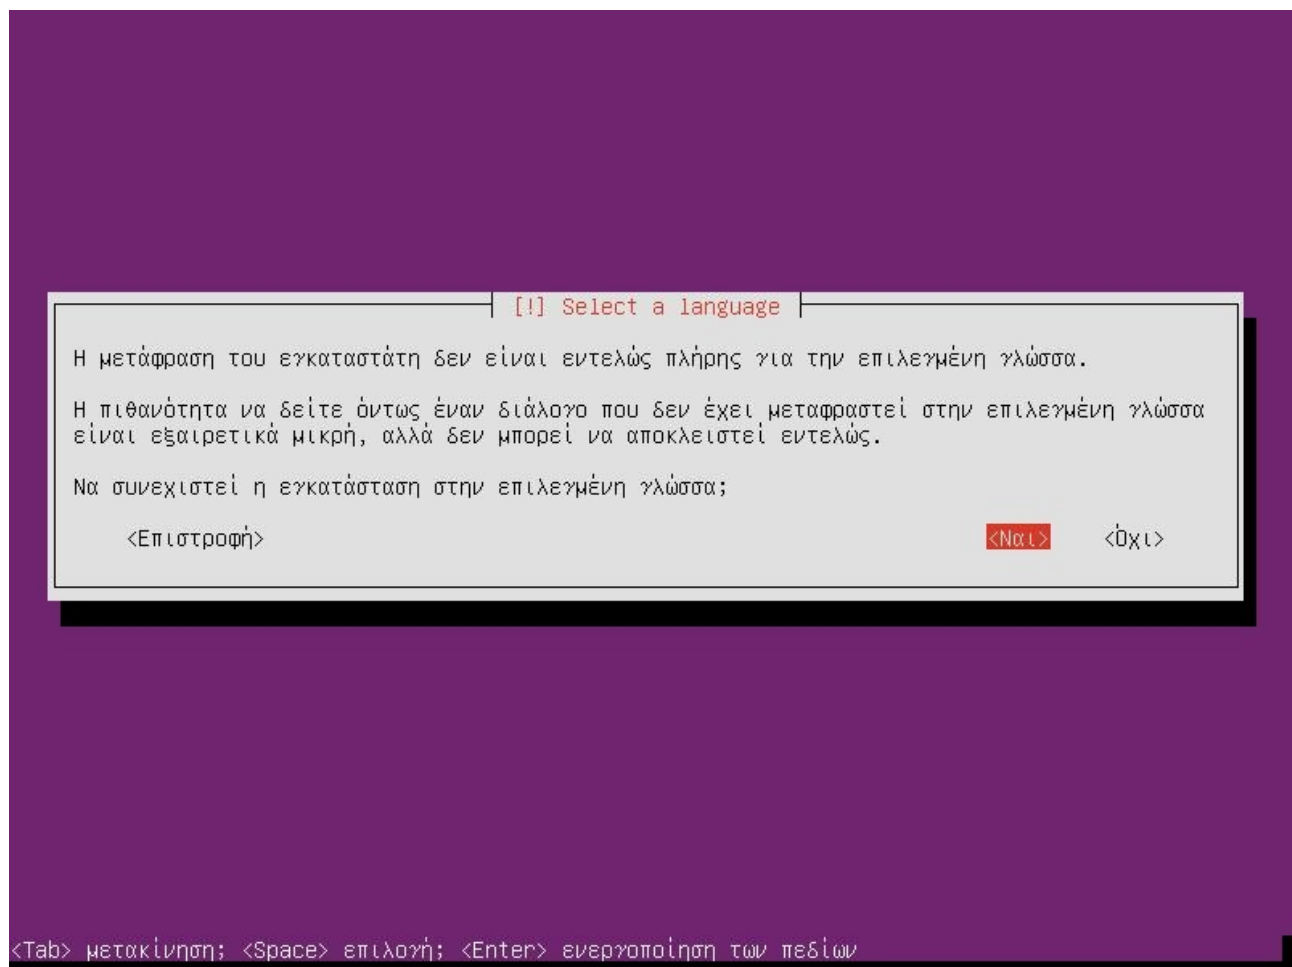 [!] Select a language
Η μετάφραση του εγκαταστάτη δεν είναι εντελώς πλήρης για την επιλεγμένη γλώσσα.
Η πιθανότητα να δείτε όντως έναν διάλογο που δεν έχει μεταφραστεί στην επιλεγμένη γλώσσα
είναι εξαιρετικά μικρή, αλλά δεν μπορεί να αποκλειστεί εντελώς.
Να συνεχιστεί η εγκατάσταση στην επιλεγμένη γλώσσα;
<Επιστροφή> <Ναι> <Όχι>
<Tab> μετακίνηση; <Space> επιλογή; <Enter> ενεργοποίηση των πεδίων